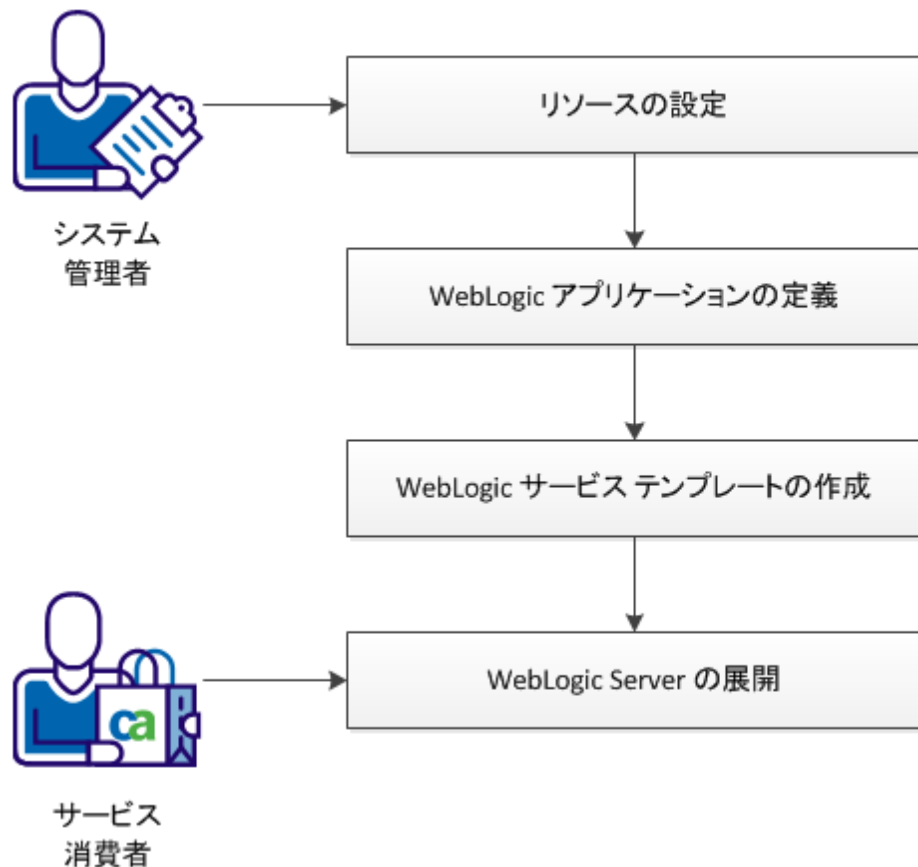 リソースの設定
システム
管理者
WebLogic アプリケーションの定義
WebLogic サービス テンプレートの作成
WebLogic Server の展開
ca
サービス
消費者